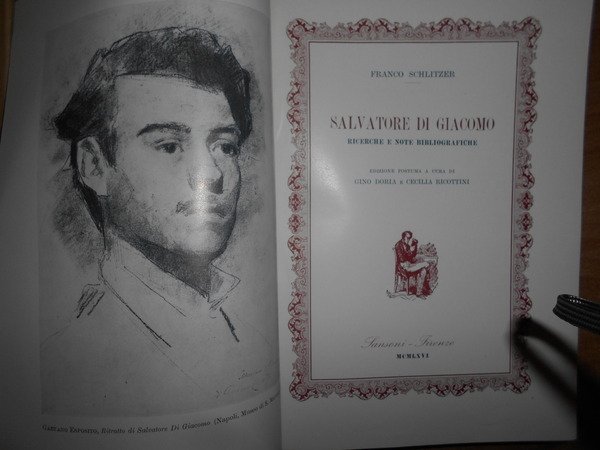 GAETANO ESPOSITO, Ritratto di Salvatore Di Giacomo (Napoli, Museo di S.
FRANCO SCHLITZER
SALVATORE DI GIACOMO
RICERCHE E NOTE BIBLIOGRAFICHE
EDIZIONE POSTUMA A CURA DI
GINO DORIA E CECILIA RICOTTINI
Sansoni - Firenze
MCMLXVI